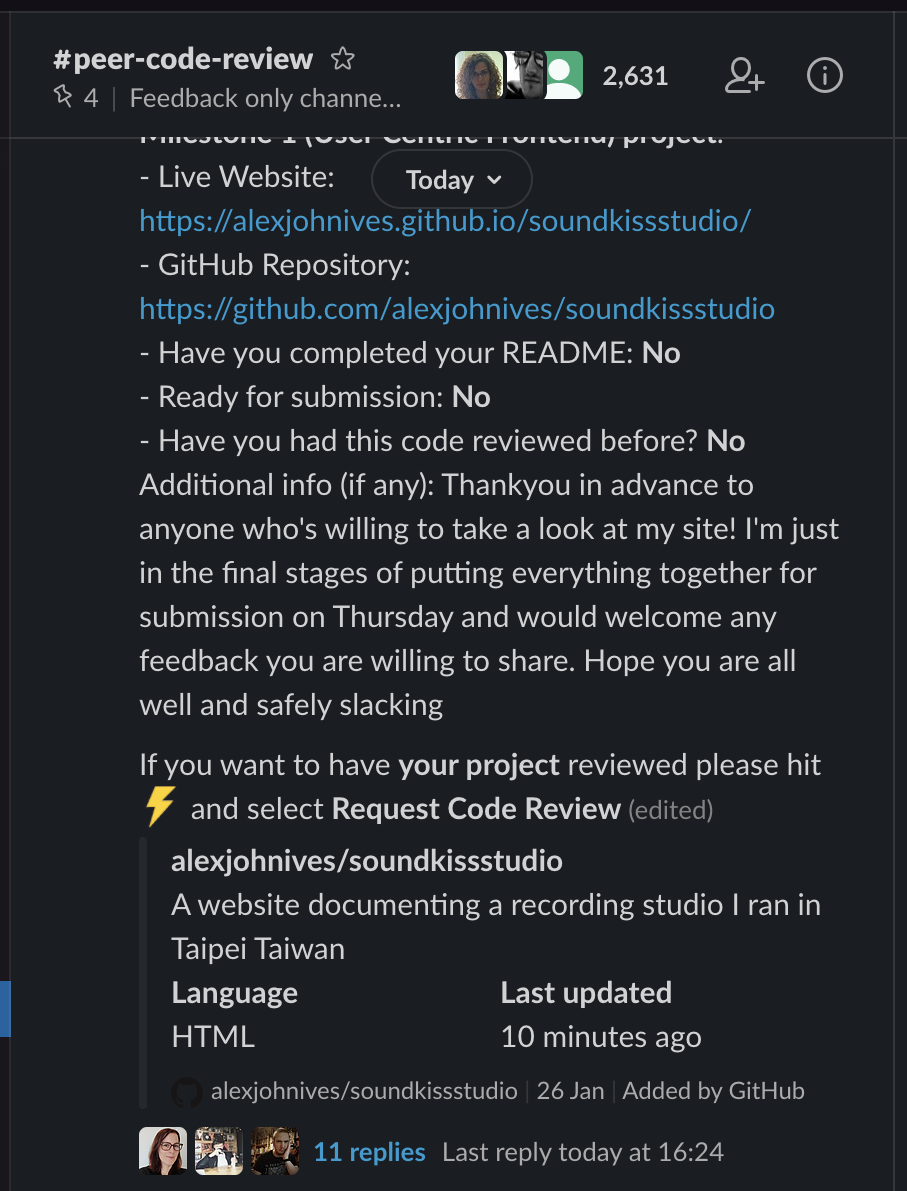 #peer-code-review
2,631
4 | Feedback only channe...
Milestone 1 (User Centric Frontend) project:
- Live Website:
Today
https://alexjohnives.github.io/soundkissstudio/
- GitHub Repository:
https://github.com/alexjohnives/soundkissstudio
- Have you completed your README: No
- Ready for submission: No
- Have you had this code reviewed before? No
Additional info (if any): Thankyou in advance to
anyone who's willing to take a look at my site! I'm just
in the final stages of putting everything together for
submission on Thursday and would welcome any
feedback you are willing to share. Hope you are all
well and safely slacking
If you want to have your project reviewed please hit
⚡ and select Request Code Review (edited)
alexjohnives/soundkissstudio
A website documenting a recording studio I ran in
Taipei Taiwan
Language Last updated
HTML 10 minutes ago
alexjohnives/soundkissstudio | 26 Jan | Added by GitHub
11 replies Last reply today at 16:24